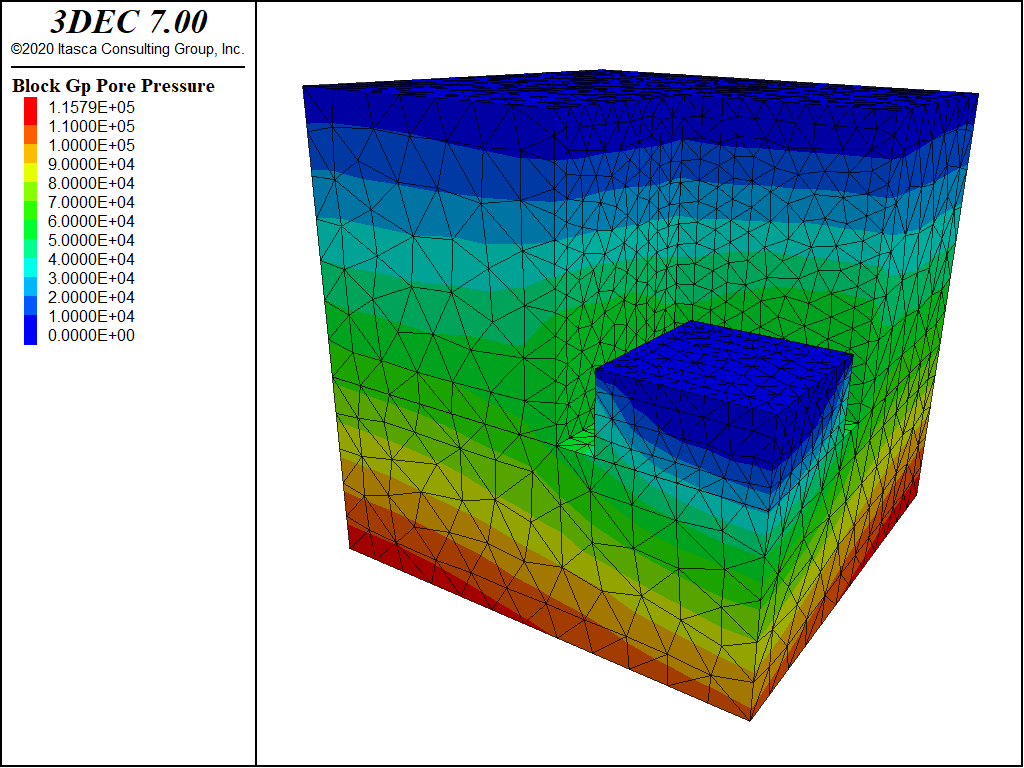 3DEC 7.00
©2020 Itasca Consulting Group, Inc.
Block Gp Pore Pressure
1.1579E+05
1.1000E+05
1.0000E+05
9.0000E+04
8.0000E+04
7.0000E+04
6.0000E+04
5.0000E+04
4.0000E+04
3.0000E+04
2.0000E+04
1.0000E+04
0.0000E+00